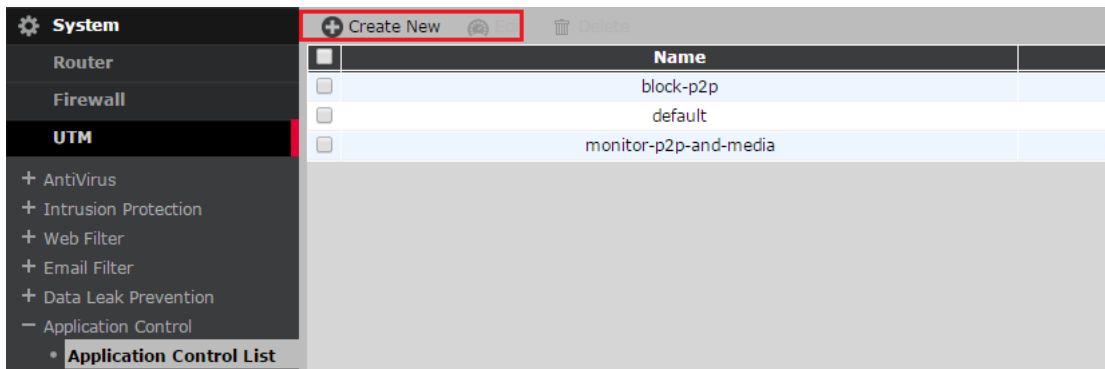 System
Router
Firewall
UTM
+ AntiVirus
+ Intrusion Protection
+ Web Filter
+ Email Filter
+ Data Leak Prevention
− Application Control
• Application Control List
Create New Edit Delete
Name
block-p2p
default
monitor-p2p-and-media